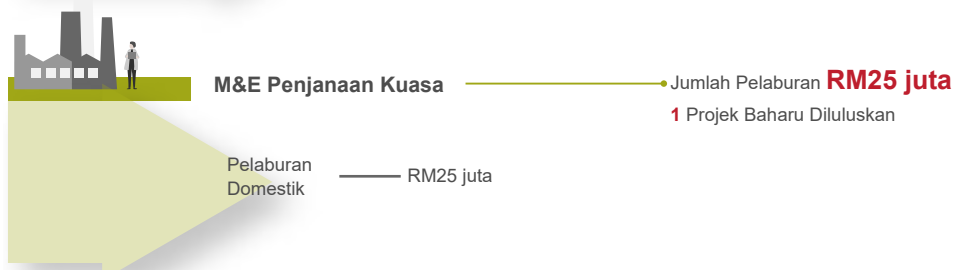 M&E Penjanaan Kuasa
Jumlah Pelaburan RM25 juta
1 Projek Baharu Diluluskan
Pelaburan
Domestik
RM25 juta